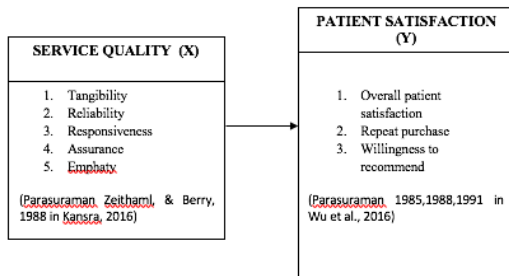 SERVICE QUALITY (X)
1. Tangibility
2. Reliability
3. Responsiveness
4. Assurance
5. Emphaty
(Parasuraman Zeithaml, & Berry,
1988 in Kansra, 2016)
PATIENT SATISFACTION
(Y)
1. Overall patient
satisfaction
2. Repeat purchase
3. Willingness to
recommend
(Parasuraman 1985,1988,1991 in
Wu et al., 2016)